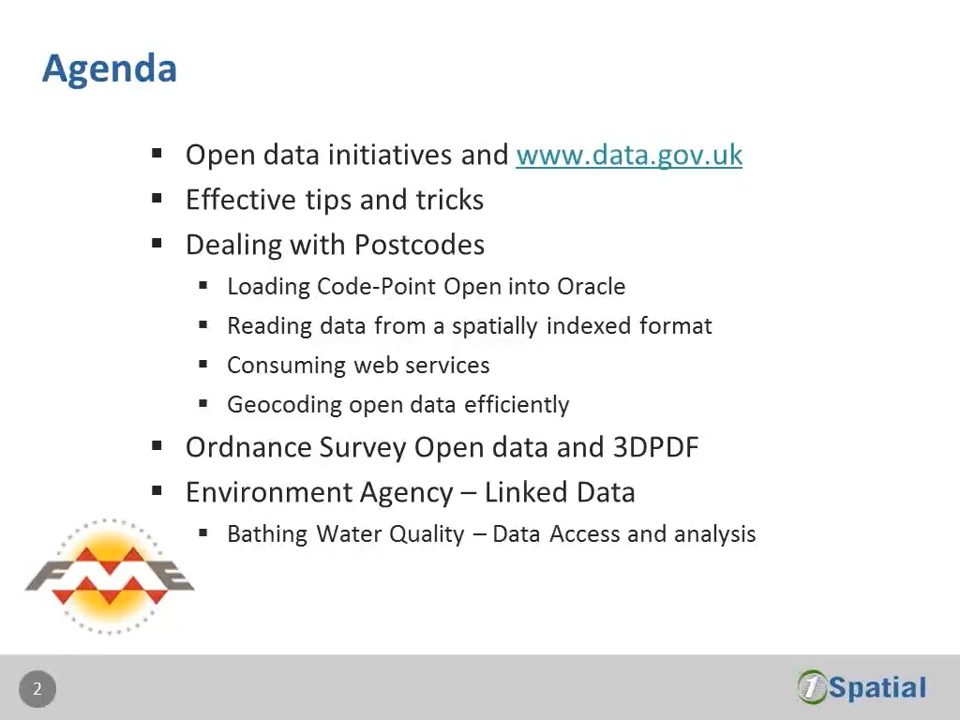 Agenda
Open data initiatives and www.data.gov.uk
Effective tips and tricks
Dealing with Postcodes
Loading Code-Point Open into Oracle
Reading data from a spatially indexed format
Consuming web services
Geocoding open data efficiently
Ordnance Survey Open data and 3DPDF
Environment Agency – Linked Data
Bathing Water Quality – Data Access and analysis
FME
2
1Spatial